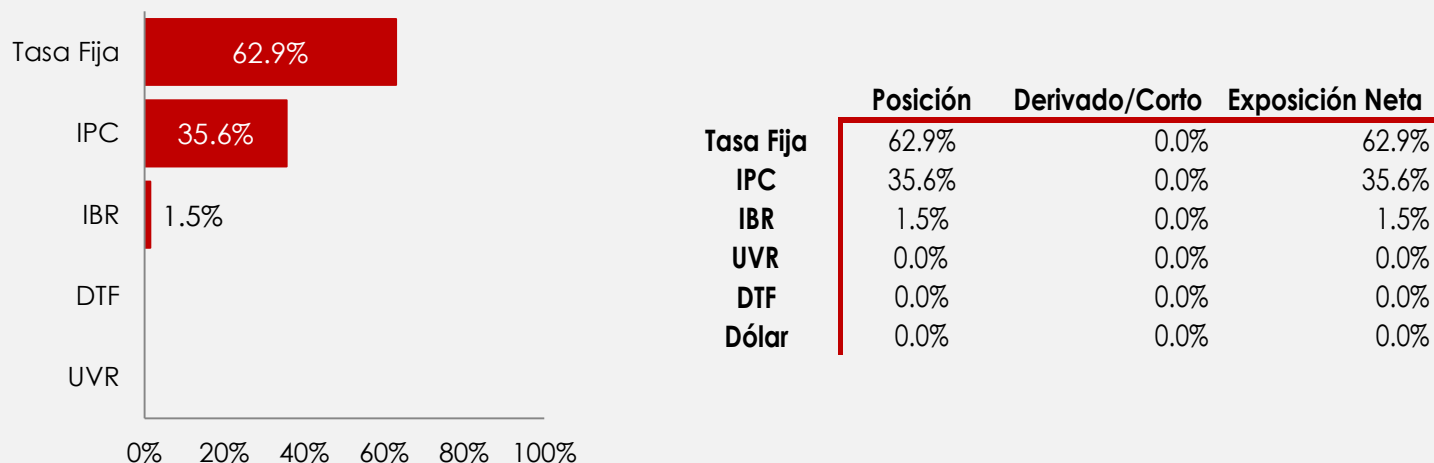 Tasa Fija 62.9%
IPC 35.6%
IBR 1.5%
DTF
UVR
0% 20% 40% 60% 80% 100%
Posición Derivado/Corto Exposición Neta
Tasa Fija 62.9% 0.0% 62.9%
IPC 35.6% 0.0% 35.6%
IBR 1.5% 0.0% 1.5%
UVR 0.0% 0.0% 0.0%
DTF 0.0% 0.0% 0.0%
Dólar 0.0% 0.0% 0.0%